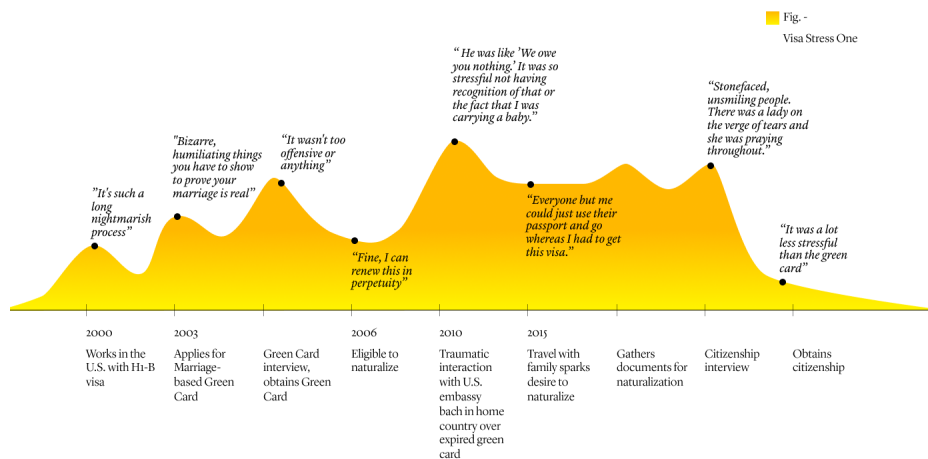 Fig. -
Visa Stress One
“ He was like ’We owe
you nothing.’ It was so
stressful not having
recognition of that or
the fact that I was
carrying a baby.”
“Stonefaced,
unsmiling people.
There was a lady on
the verge of tears and
she was praying
throughout.”
"Bizarre,
humiliating things
you have to show
to prove your
marriage is real”
“It wasn't too
offensive or
anything”
”It's such a
long
nightmarish
process”
“Everyone but me
could just use their
passport and go
whereas I had to get
this visa.”
“Fine, I can
renew this in
perpetuity”
“It was a lot
less stressful
than the green
card”
2000
Works in the
U.S. with H1-B
visa
2003
Applies for
Marriage-
based Green
Card
Green Card
interview,
obtains Green
Card
2006
Eligible to
naturalize
2010
Traumatic
interaction
with U.S.
embassy
bach in home
country over
expired green
card
2015
Travel with
family sparks
desire to
naturalize
Gathers
documents for
naturalization
Citizenship
interview
Obtains
citizenship